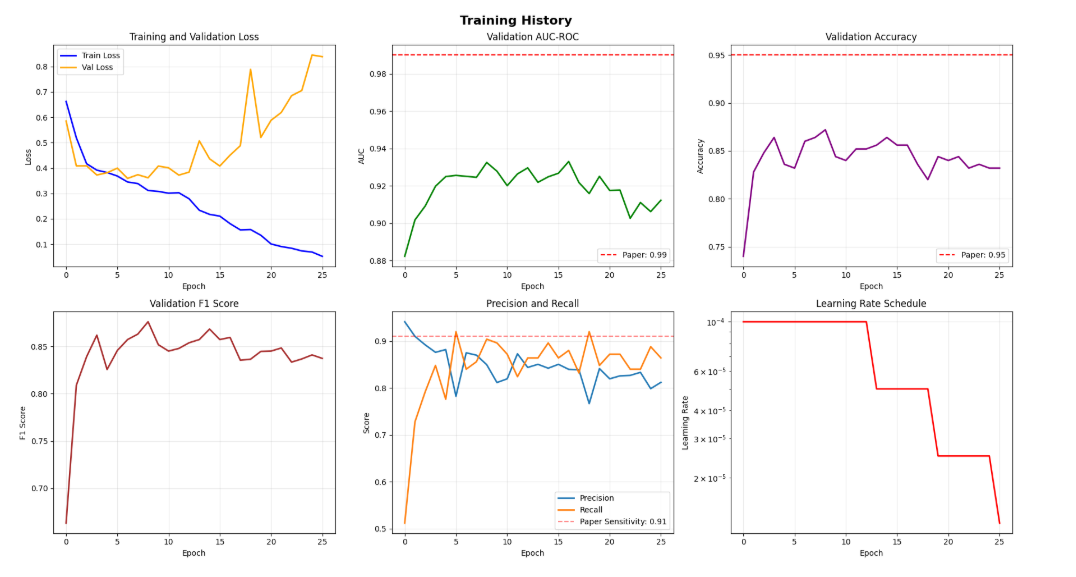 Training History
Training and Validation Loss
Train Loss
Val Loss
0.8
0.7
0.6
0.5
0.4
0.3
0.2
0.1
Loss
0 5 10 15 20 25
Epoch
Validation AUC-ROC
0.98
0.96
0.94
0.92
0.90
0.88
AUC
Paper: 0.99
0 5 10 15 20 25
Epoch
Validation Accuracy
0.95
0.90
0.85
0.80
0.75
Accuracy
Paper: 0.95
0 5 10 15 20 25
Epoch
Validation F1 Score
0.85
0.80
0.75
0.70
F1 Score
0 5 10 15 20 25
Epoch
Precision and Recall
0.9
0.8
0.7
0.6
0.5
Score
Precision
Recall
Paper Sensitivity: 0.91
0 5 10 15 20 25
Epoch
Learning Rate Schedule
10⁻⁴
6 × 10⁻⁵
4 × 10⁻⁵
3 × 10⁻⁵
2 × 10⁻⁵
Learning Rate
0 5 10 15 20 25
Epoch